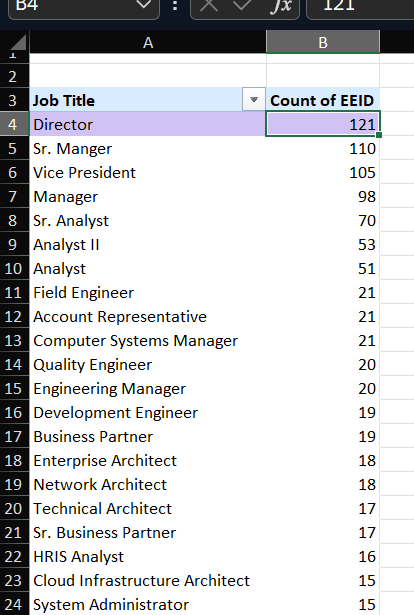 B4 fx 121
A B
1
2
3 Job Title Count of EEID
4 Director 121
5 Sr. Manger 110
6 Vice President 105
7 Manager 98
8 Sr. Analyst 70
9 Analyst II 53
10 Analyst 51
11 Field Engineer 21
12 Account Representative 21
13 Computer Systems Manager 21
14 Quality Engineer 20
15 Engineering Manager 20
16 Development Engineer 19
17 Business Partner 19
18 Enterprise Architect 18
19 Network Architect 18
20 Technical Architect 17
21 Sr. Business Partner 17
22 HRIS Analyst 16
23 Cloud Infrastructure Architect 15
24 System Administrator 15